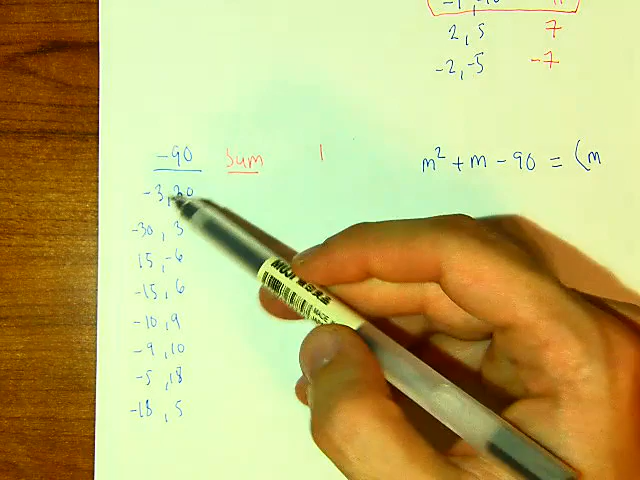 2, 5 7
-2, -5 -7
-90 Sum 1
m² + m - 90 = (m
-3, 30
-30, 3
15, -6
-15, 6
-10, 9
-9, 10
-5, 18
-18, 5